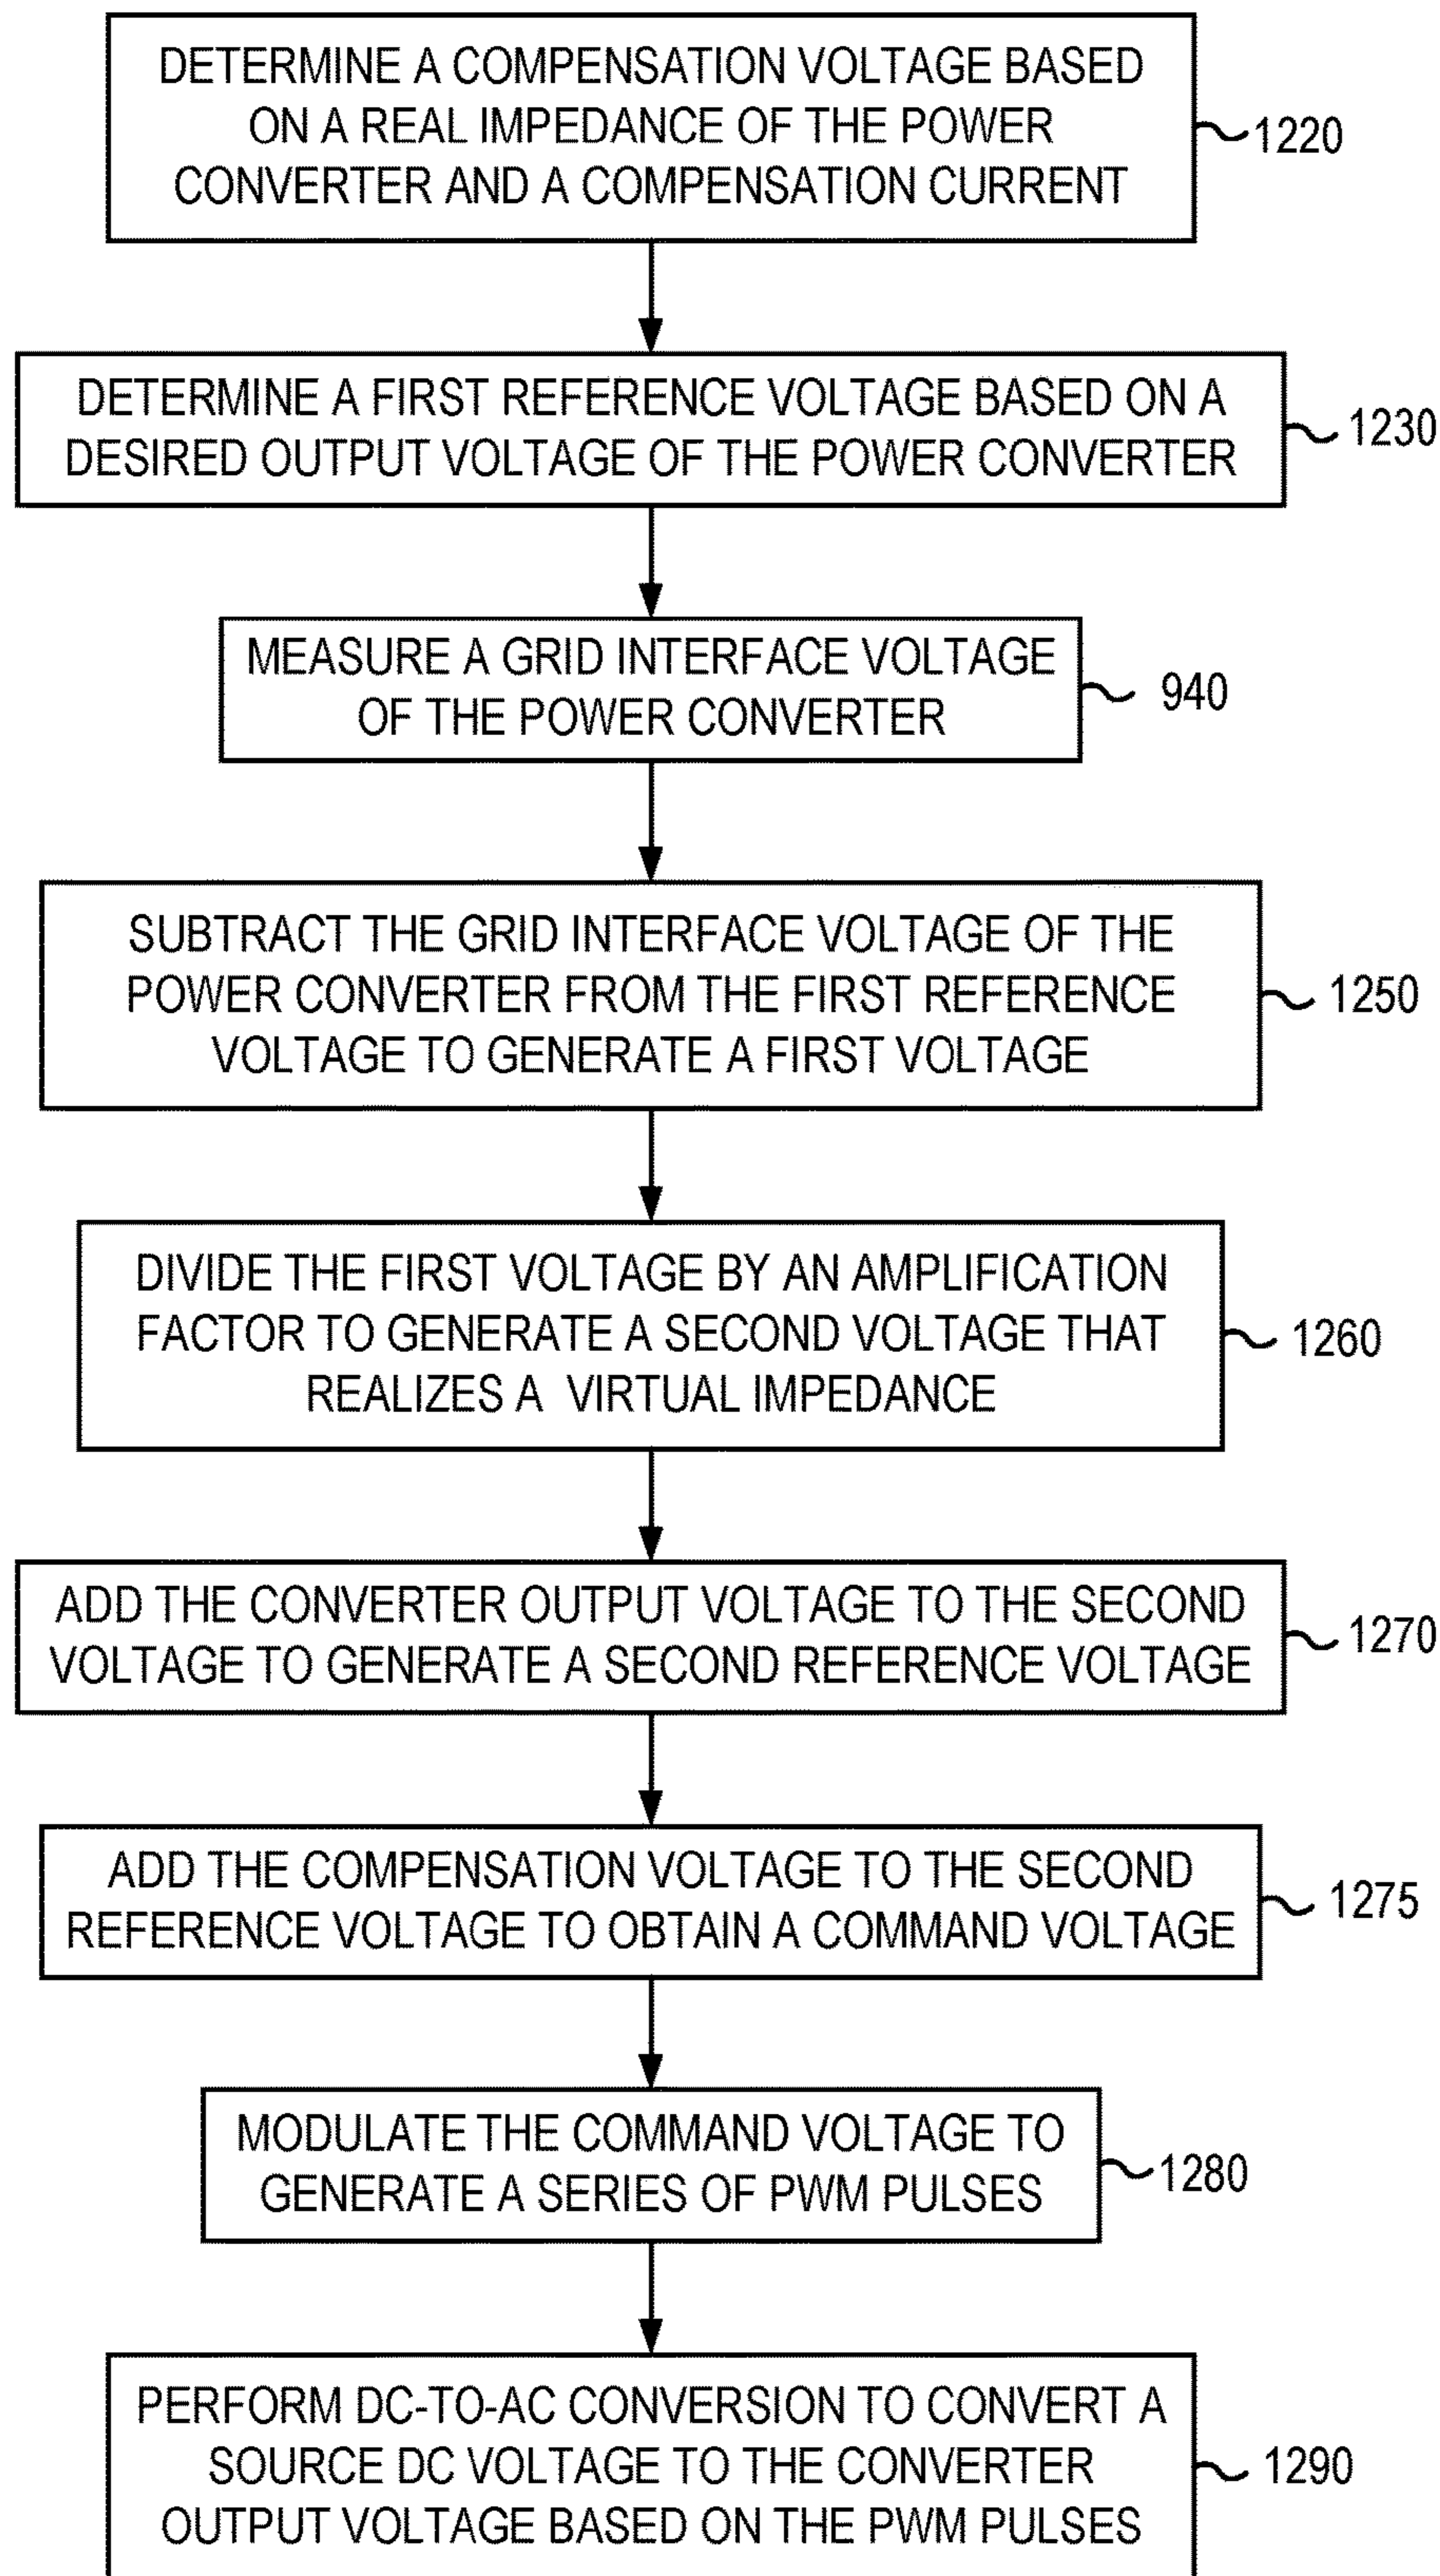 DETERMINE A COMPENSATION VOLTAGE BASED
ON A REAL IMPEDANCE OF THE POWER
CONVERTER AND A COMPENSATION CURRENT
1220
DETERMINE A FIRST REFERENCE VOLTAGE BASED ON A
DESIRED OUTPUT VOLTAGE OF THE POWER CONVERTER
1230
MEASURE A GRID INTERFACE VOLTAGE
OF THE POWER CONVERTER
940
SUBTRACT THE GRID INTERFACE VOLTAGE OF THE
POWER CONVERTER FROM THE FIRST REFERENCE
VOLTAGE TO GENERATE A FIRST VOLTAGE
1250
DIVIDE THE FIRST VOLTAGE BY AN AMPLIFICATION
FACTOR TO GENERATE A SECOND VOLTAGE THAT
REALIZES A VIRTUAL IMPEDANCE
1260
ADD THE CONVERTER OUTPUT VOLTAGE TO THE SECOND
VOLTAGE TO GENERATE A SECOND REFERENCE VOLTAGE
1270
ADD THE COMPENSATION VOLTAGE TO THE SECOND
REFERENCE VOLTAGE TO OBTAIN A COMMAND VOLTAGE
1275
MODULATE THE COMMAND VOLTAGE TO
GENERATE A SERIES OF PWM PULSES
1280
PERFORM DC-TO-AC CONVERSION TO CONVERT A
SOURCE DC VOLTAGE TO THE CONVERTER
OUTPUT VOLTAGE BASED ON THE PWM PULSES
1290